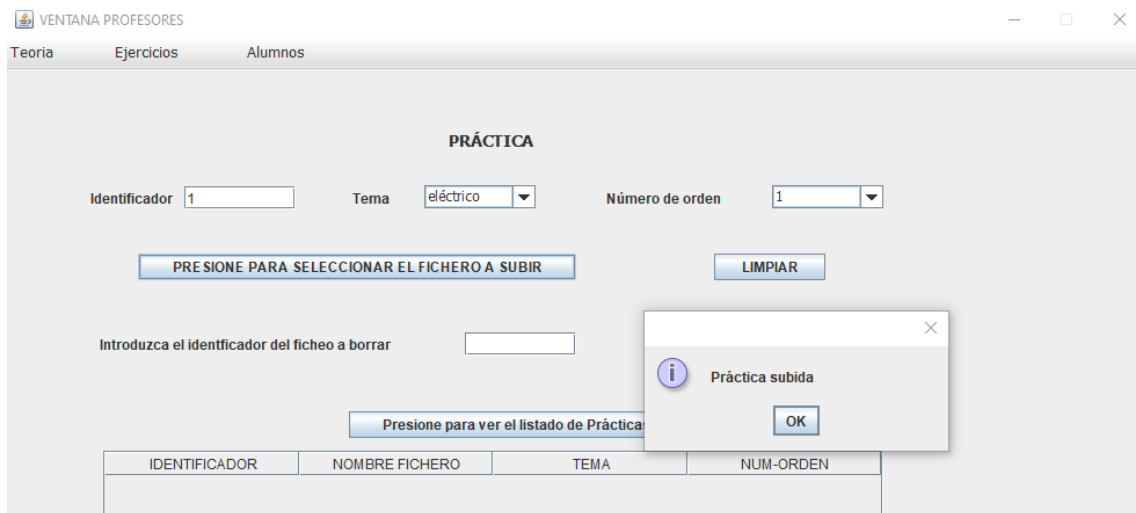 VENTANA PROFESORES
Teoria Ejercicios Alumnos
PRÁCTICA
Identificador 1 Tema eléctrico Número de orden 1
PRESIONE PARA SELECCIONAR EL FICHERO A SUBIR LIMPIAR
Introduzca el identficador del ficheo a borrar
Práctica subida
OK
Presione para ver el listado de Prácticas
IDENTIFICADOR NOMBRE FICHERO TEMA NUM-ORDEN